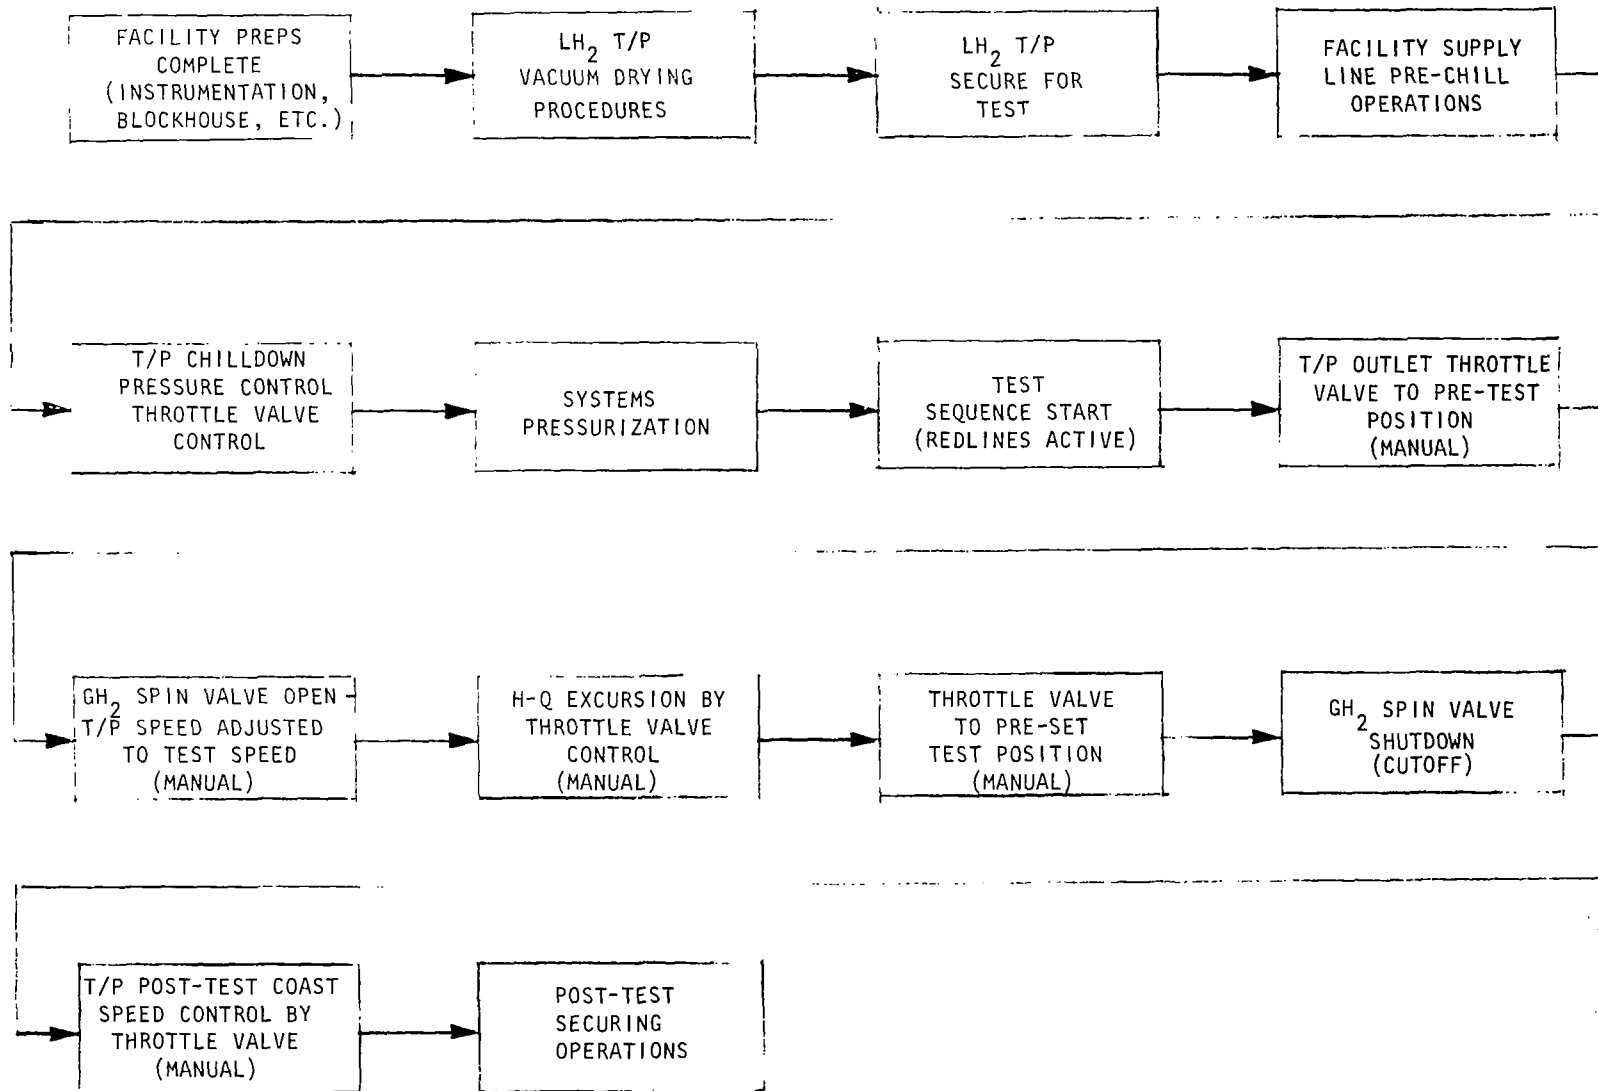 FACILITY PREPS
COMPLETE
(INSTRUMENTATION,
BLOCKHOUSE, ETC.)
LH2 T/P
VACUUM DRYING
PROCEDURES
LH2 T/P
SECURE FOR
TEST
FACILITY SUPPLY
LINE PRE-CHILL
OPERATIONS
T/P CHILLDOWN
PRESSURE CONTROL
THROTTLE VALVE
CONTROL
SYSTEMS
PRESSURIZATION
TEST
SEQUENCE START
(REDLINES ACTIVE)
T/P OUTLET THROTTLE
VALVE TO PRE-TEST
POSITION
(MANUAL)
GH2 SPIN VALVE OPEN -
T/P SPEED ADJUSTED
TO TEST SPEED
(MANUAL)
H-Q EXCURSION BY
THROTTLE VALVE
CONTROL
(MANUAL)
THROTTLE VALVE
TO PRE-SET
TEST POSITION
(MANUAL)
GH2 SPIN VALVE
SHUTDOWN
(CUTOFF)
T/P POST-TEST COAST
SPEED CONTROL BY
THROTTLE VALVE
(MANUAL)
POST-TEST
SECURING
OPERATIONS